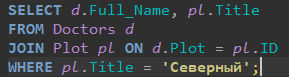 SELECT d.Full_Name, pl.Title
FROM Doctors d
JOIN Plot pl ON d.Plot = pl.ID
WHERE pl.Title = 'Северный';